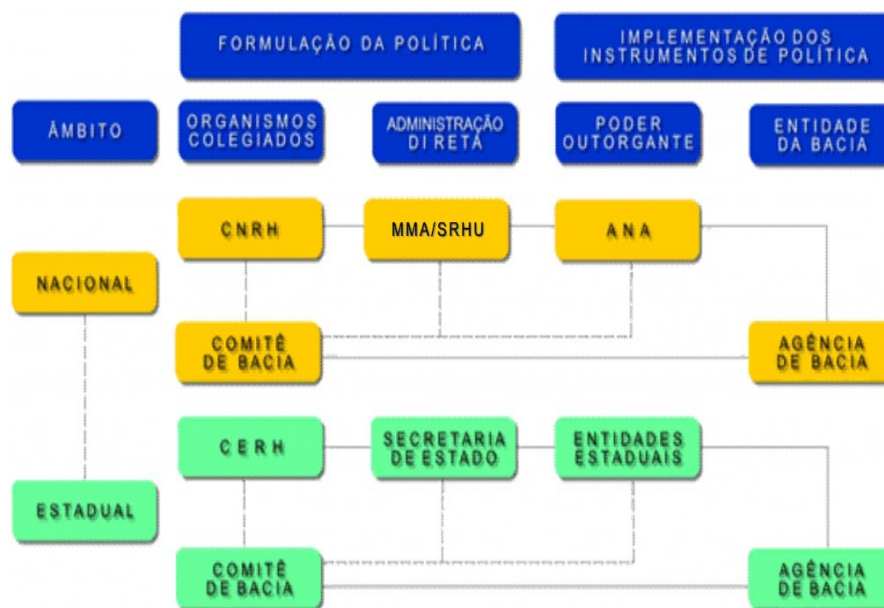 FORMULAÇÃO DA POLÍTICA
IMPLEMENTAÇÃO DOS
INSTRUMENTOS DE POLÍTICA
ÂMBITO
ORGANISMOS
COLEGIADOS
ADMINISTRAÇÃO
DIRETA
PODER
OUTORGANTE
ENTIDADE
DA BACIA
CNRH
MMA/SRHU
ANA
NACIONAL
COMITÊ
DE BACIA
AGÊNCIA
DE BACIA
CERH
SECRETARIA
DE ESTADO
ENTIDADES
ESTADUAIS
ESTADUAL
COMITÊ
DE BACIA
AGÊNCIA
DE BACIA